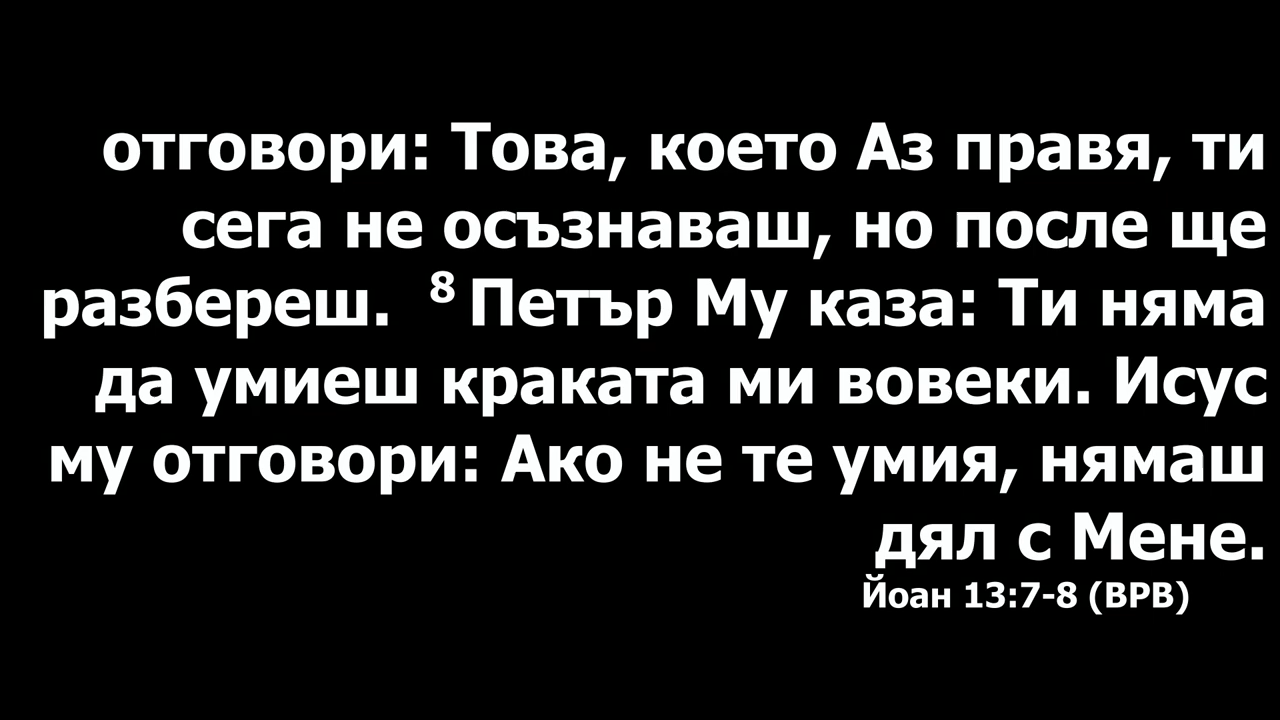 отговори: Това, което Аз правя, ти
сега не осъзнаваш, но после ще
разбереш. 8 Петър Му каза: Ти няма
да умиеш краката ми вовеки. Исус
му отговори: Ако не те умия, нямаш
дял с Мене.
Йоан 13:7-8 (ВРВ)